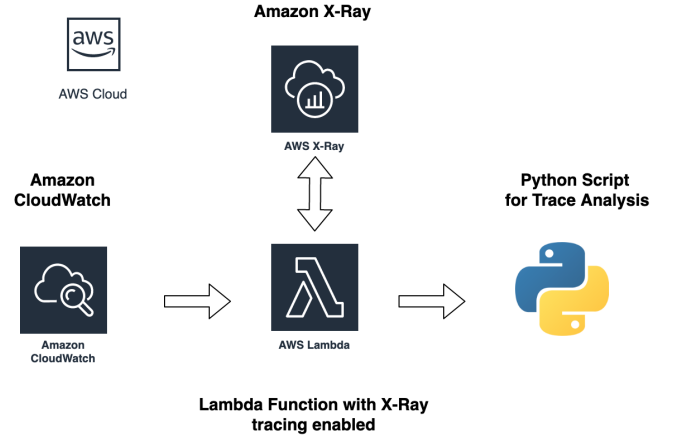 Amazon X-Ray
aws
AWS Cloud
AWS X-Ray
Amazon
CloudWatch
Python Script
for Trace Analysis
Amazon
CloudWatch
AWS Lambda
Lambda Function with X-Ray
tracing enabled